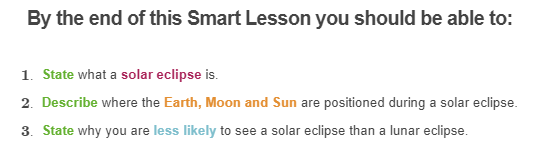 By the end of this Smart Lesson you should be able to:
1. State what a solar eclipse is.
2. Describe where the Earth, Moon and Sun are positioned during a solar eclipse.
3. State why you are less likely to see a solar eclipse than a lunar eclipse.